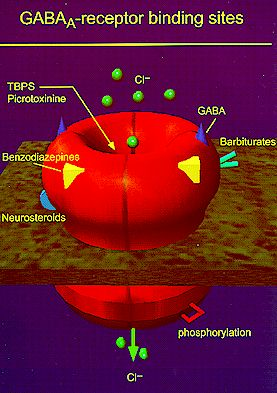 GABAA-receptor binding sites
Cl–
TBPS
Picrotoxinine
GABA
Barbiturates
Benzodiazepines
Neurosteroids
phosphorylation
Cl–